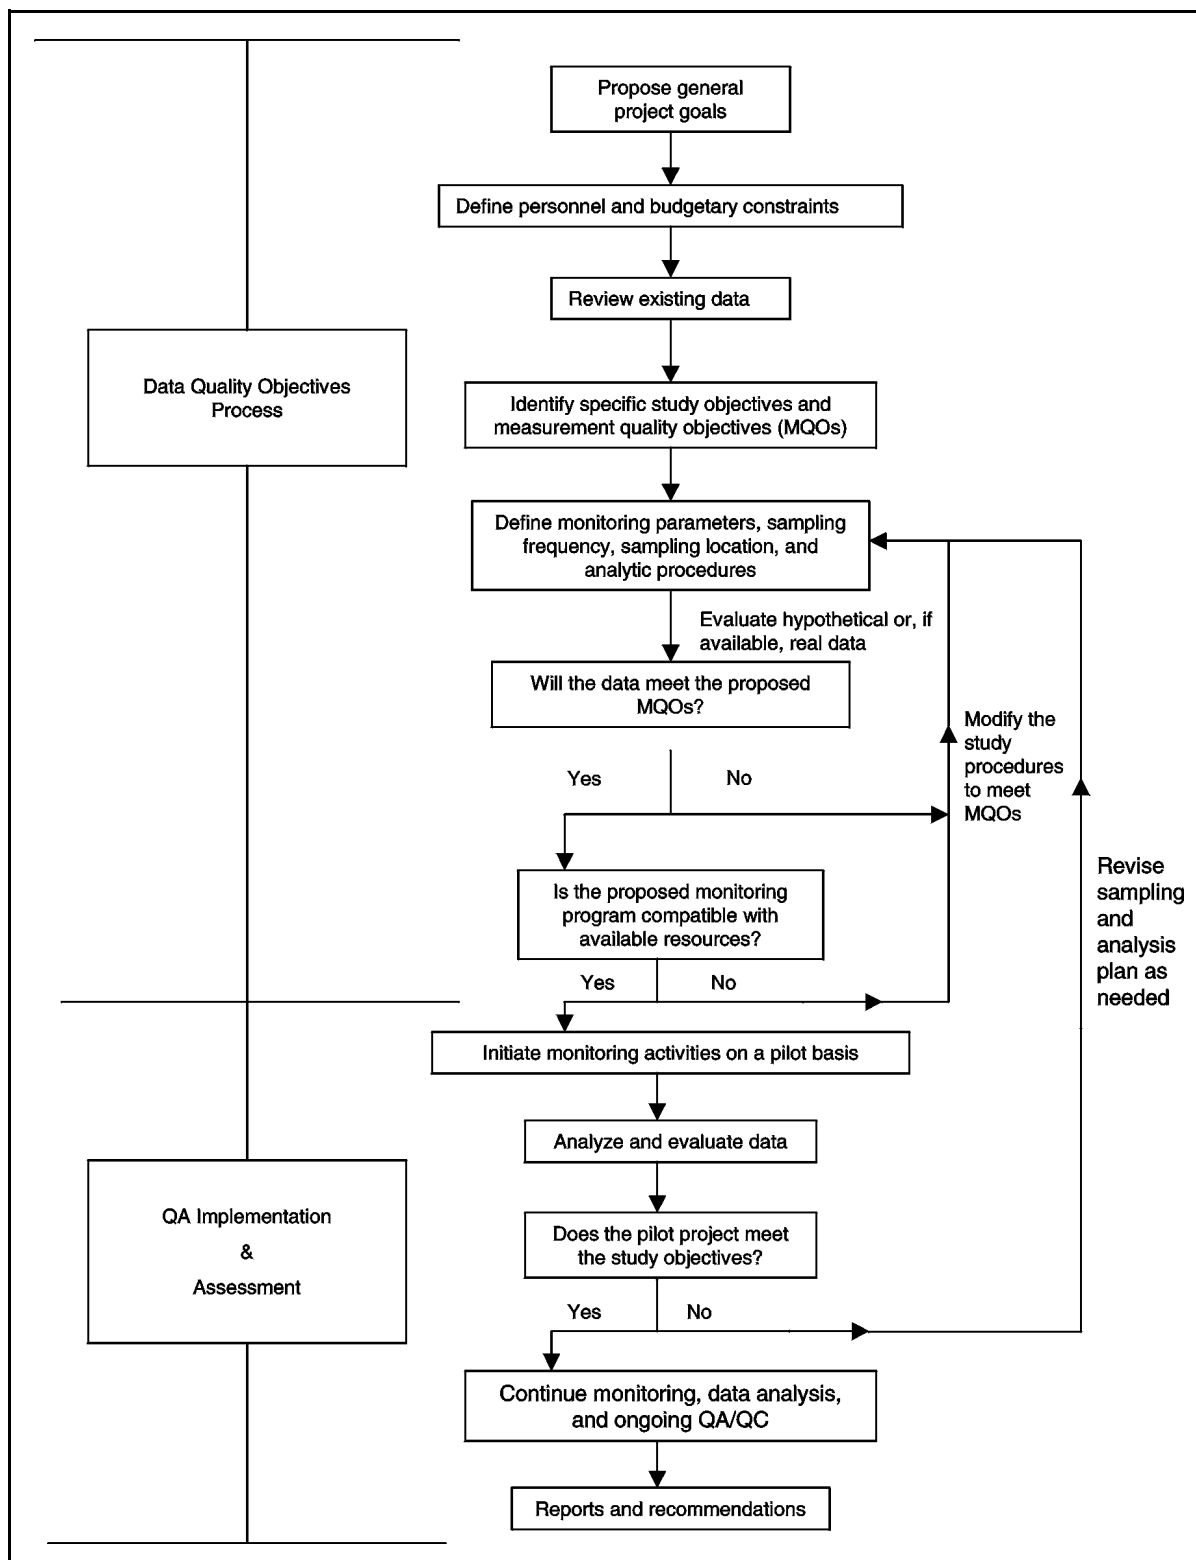 Propose general
project goals
Define personnel and budgetary constraints
Review existing data
Data Quality Objectives
Process
Identify specific study objectives and
measurement quality objectives (MQOs)
Define monitoring parameters, sampling
frequency, sampling location, and
analytic procedures
Evaluate hypothetical or, if
available, real data
Will the data meet the proposed
MQOs?
Modify the
study
procedures
to meet
MQOs
Yes
No
Revise
sampling
and
analysis
plan as
needed
Is the proposed monitoring
program compatible with
available resources?
Yes
No
Initiate monitoring activities on a pilot basis
Analyze and evaluate data
QA Implementation
&
Assessment
Does the pilot project meet
the study objectives?
Yes
No
Continue monitoring, data analysis,
and ongoing QA/QC
Reports and recommendations